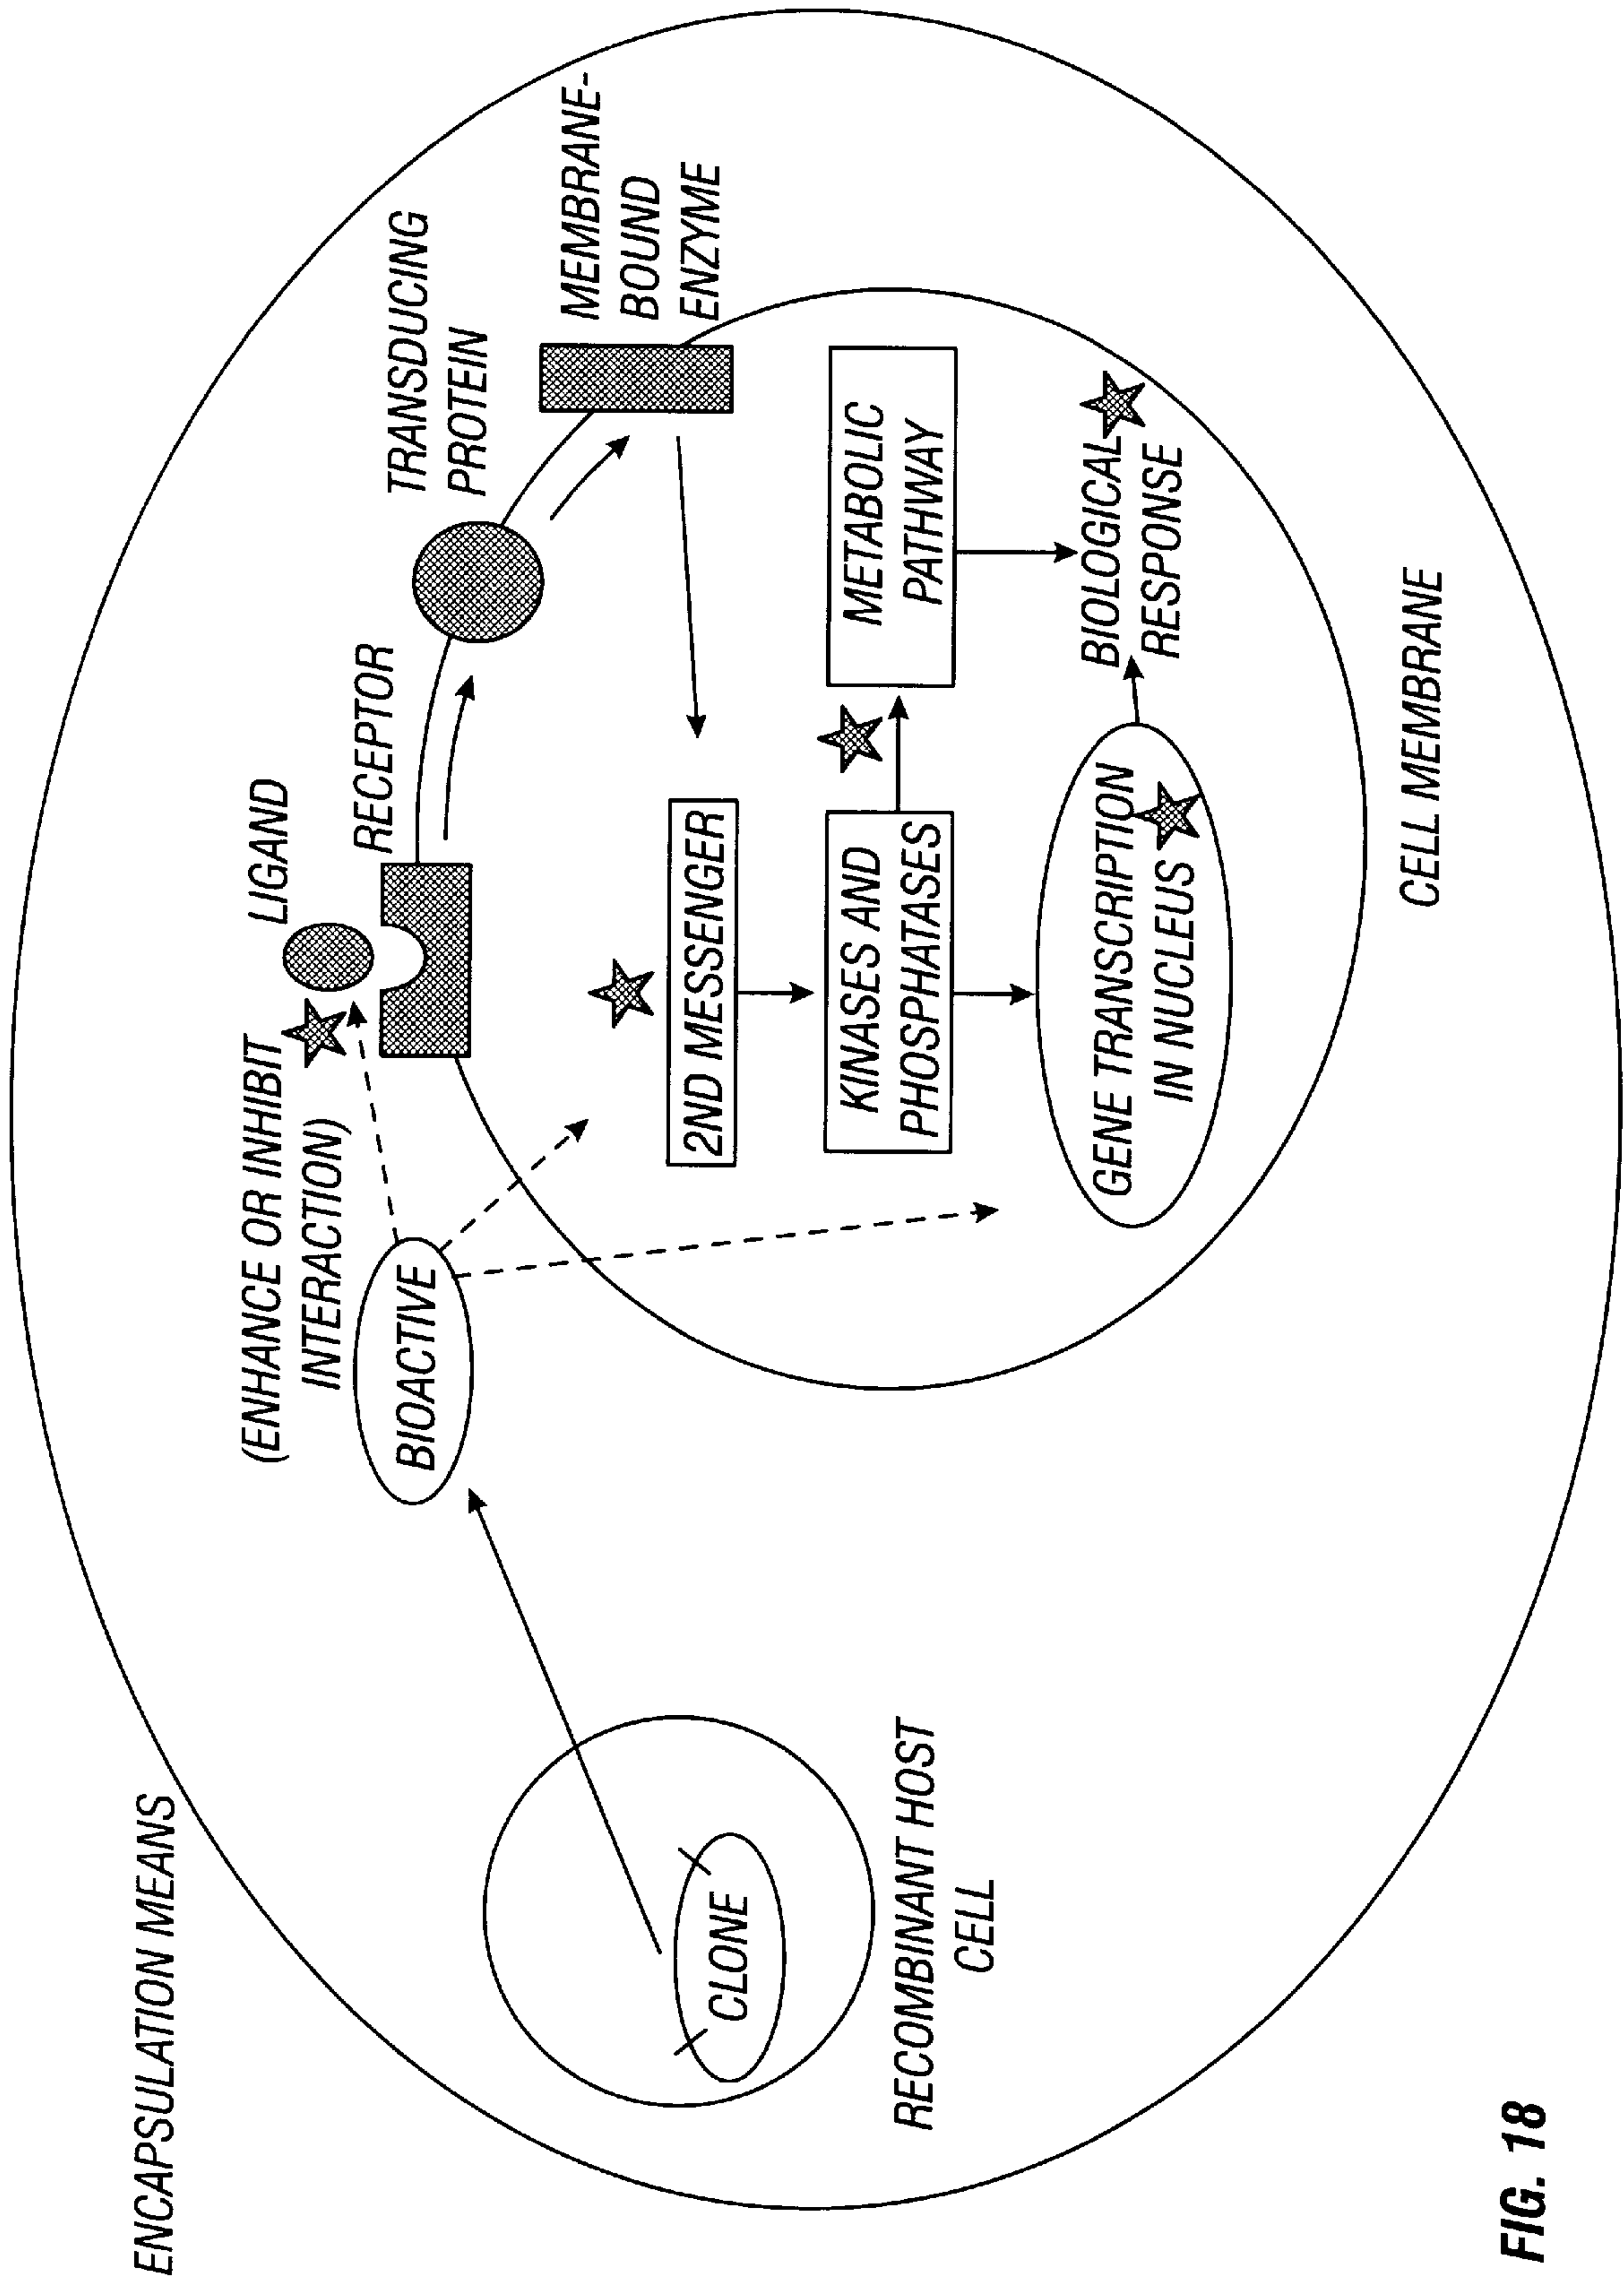 ENCAPSULATION MEANS
LIGAND
(ENHANCE OR INHIBIT
INTERACTION)
RECEPTOR
TRANSDUCING
PROTEIN
BIOACTIVE
MEMBRANE-
BOUND
ENZYME
2ND MESSENGER
CLONE
KINASES AND
PHOSPHATASES
METABOLIC
PATHWAY
RECOMBINANT HOST
CELL
GENE TRANSCRIPTION
IN NUCLEUS
BIOLOGICAL
RESPONSE
CELL MEMBRANE
FIG. 18